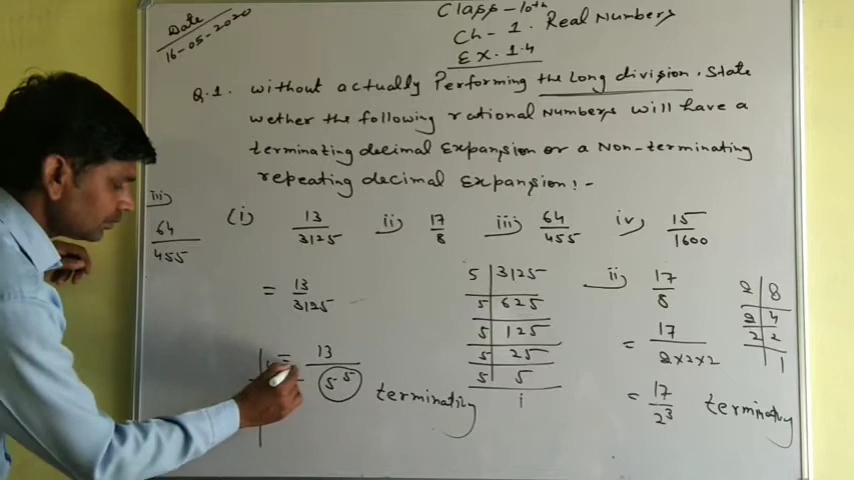 Date
16-05-2020
Class-10th
Ch-1. Real Numbers
Ex.1.4
Q.1. without actually Performing the Long division. State
wether the following rational Numbers will have a
terminating decimal Expansion or a Non-terminating
repeating decimal Expansion:-
(i) 13/3125 ii) 17/8 iii) 64/455 iv) 15/1600
iii)
64/455
= 13/3125
= 13/5^5 terminating
5 | 3125
5 | 625
5 | 125
5 | 25
5 | 5
1
ii) 17/8
= 17/2×2×2
= 17/2^3 terminating
2 | 8
2 | 4
2 | 2
1